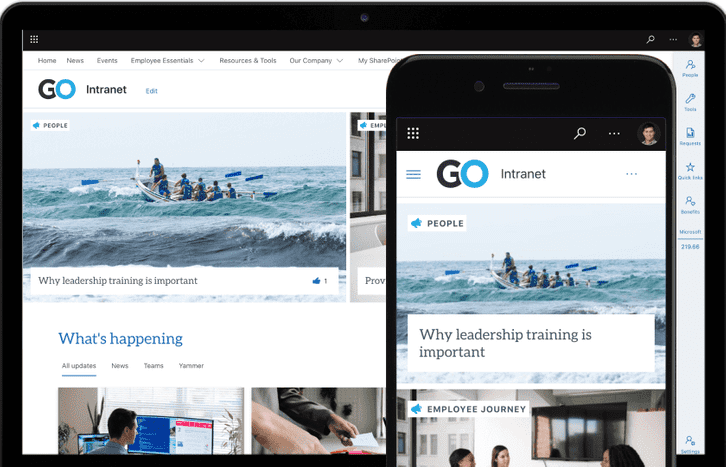 Home News Events Employee Essentials Resources & Tools Our Company My SharePoint
GO Intranet Edit
PEOPLE
Why leadership training is important
1
What's happening
All updates News Teams Yammer
People
Tools
Requests
Quick links
Benefits
Microsoft
219.66
Settings
GO Intranet
PEOPLE
Why leadership training is
important
EMPLOYEE JOURNEY